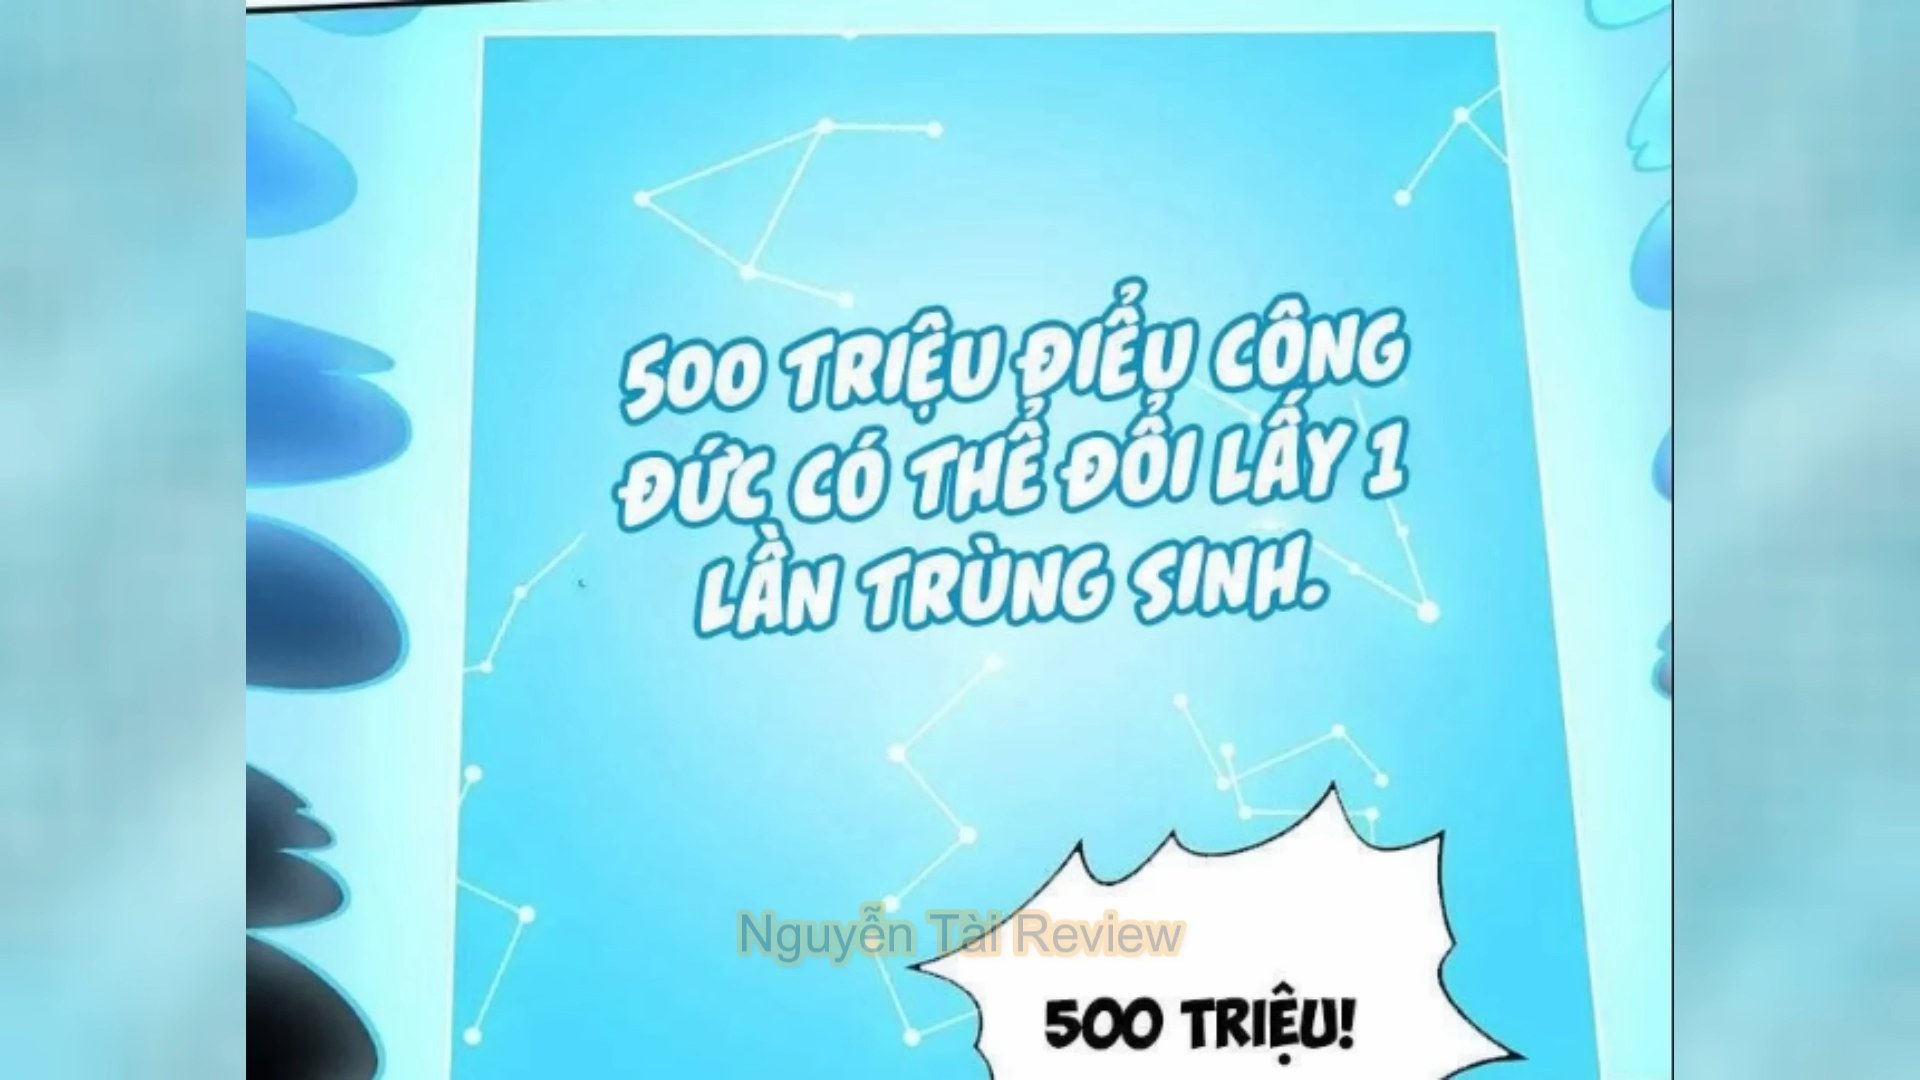 500 TRIỆU ĐIỂU CÔNG
ĐỨC CÓ THỂ ĐỔI LẤY 1
LẦN TRÙNG SINH.
Nguyễn Tài Review
500 TRIỆU!